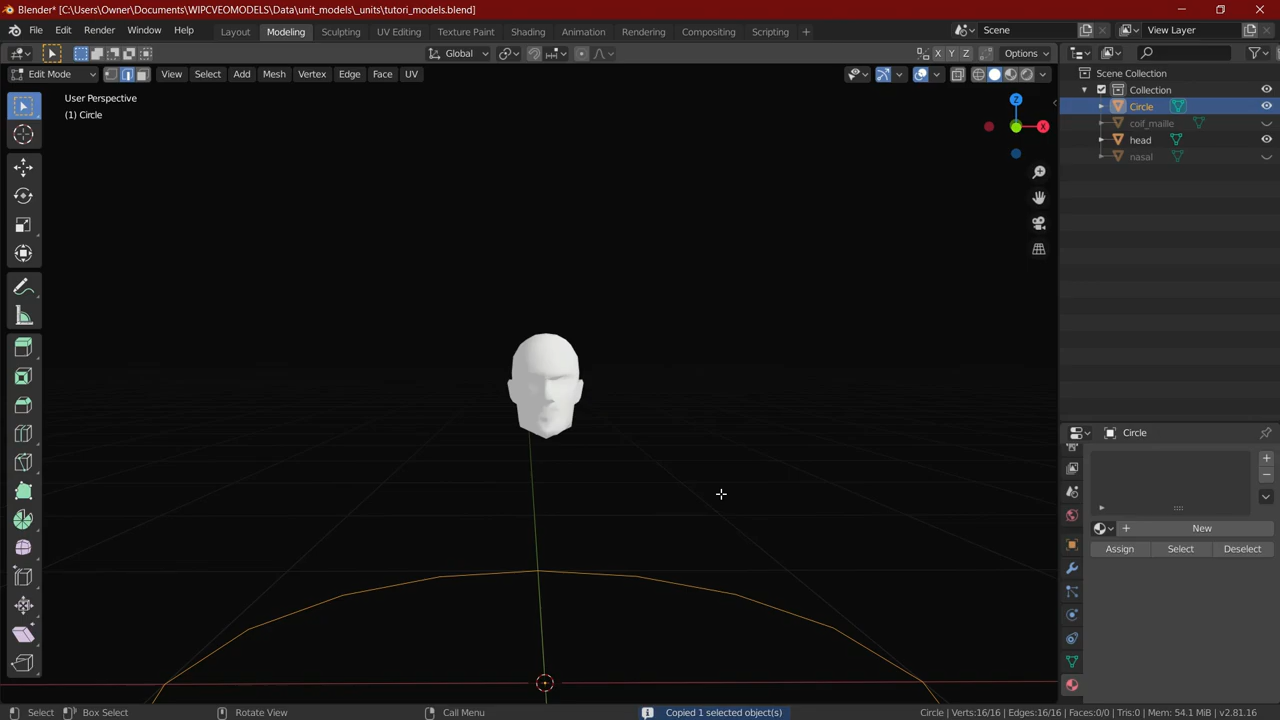 Blender* [C:\Users\Owner\Documents\WIPCVEOMODELS\Data\unit_models\_units\tutori_models.blend]
File Edit Render Window Help
Layout Modeling Sculpting UV Editing Texture Paint Shading Animation Rendering Compositing Scripting +
Scene
View Layer
Global
X Y Z
Options
Edit Mode View Select Add Mesh Vertex Edge Face UV
User Perspective
(1) Circle
Z
X
Scene Collection
Collection
Circle
coif_maille
head
nasal
Circle
New
Assign Select Deselect
Select Box Select Rotate View Call Menu
Copied 1 selected object(s)
Circle | Verts:16/16 | Edges:16/16 | Faces:0/0 | Tris:0 | Mem: 54.1 MiB | v2.81.16